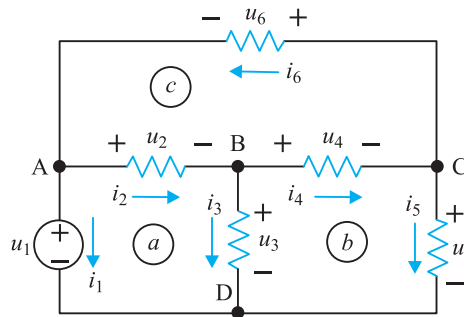 − u6 +
i6
c
+ u2 − B + u4 −
A C
i2 i3 i4 i5
+ + +
u1 a u3 b u
− i1 − −
D